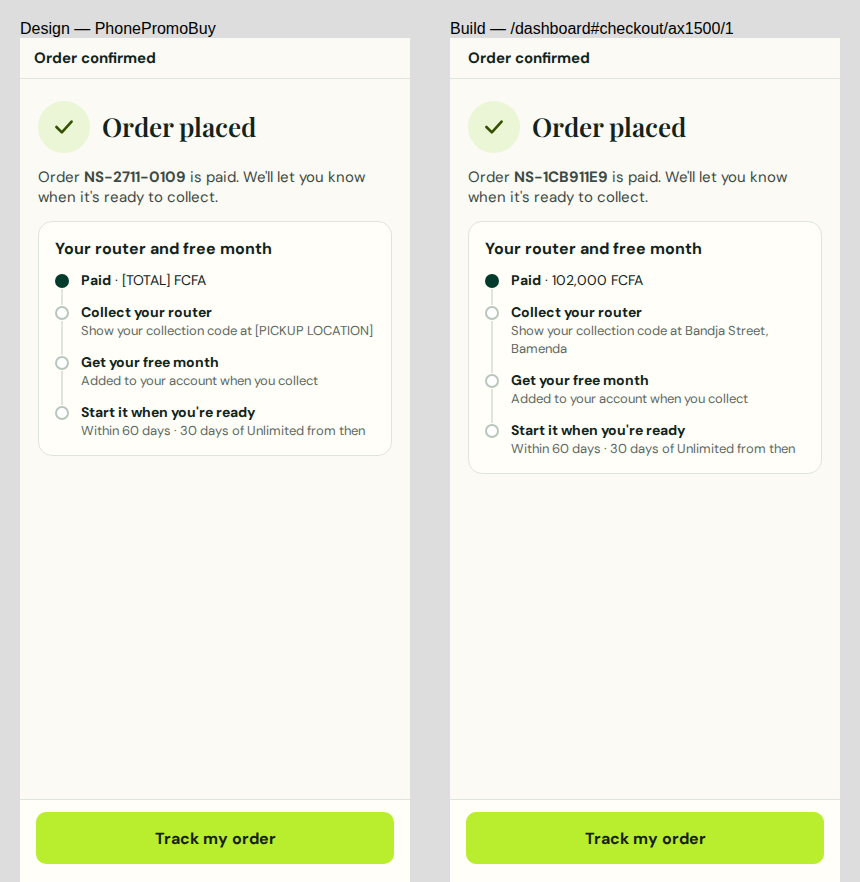 Design — PhonePromoBuy
Order confirmed
Order placed
Order NS-2711-0109 is paid. We'll let you know
when it's ready to collect.
Your router and free month
Paid · [TOTAL] FCFA
Collect your router
Show your collection code at [PICKUP LOCATION]
Get your free month
Added to your account when you collect
Start it when you're ready
Within 60 days · 30 days of Unlimited from then
Track my order
Build — /dashboard#checkout/ax1500/1
Order confirmed
Order placed
Order NS-1CB911E9 is paid. We'll let you know
when it's ready to collect.
Your router and free month
Paid · 102,000 FCFA
Collect your router
Show your collection code at Bandja Street,
Bamenda
Get your free month
Added to your account when you collect
Start it when you're ready
Within 60 days · 30 days of Unlimited from then
Track my order